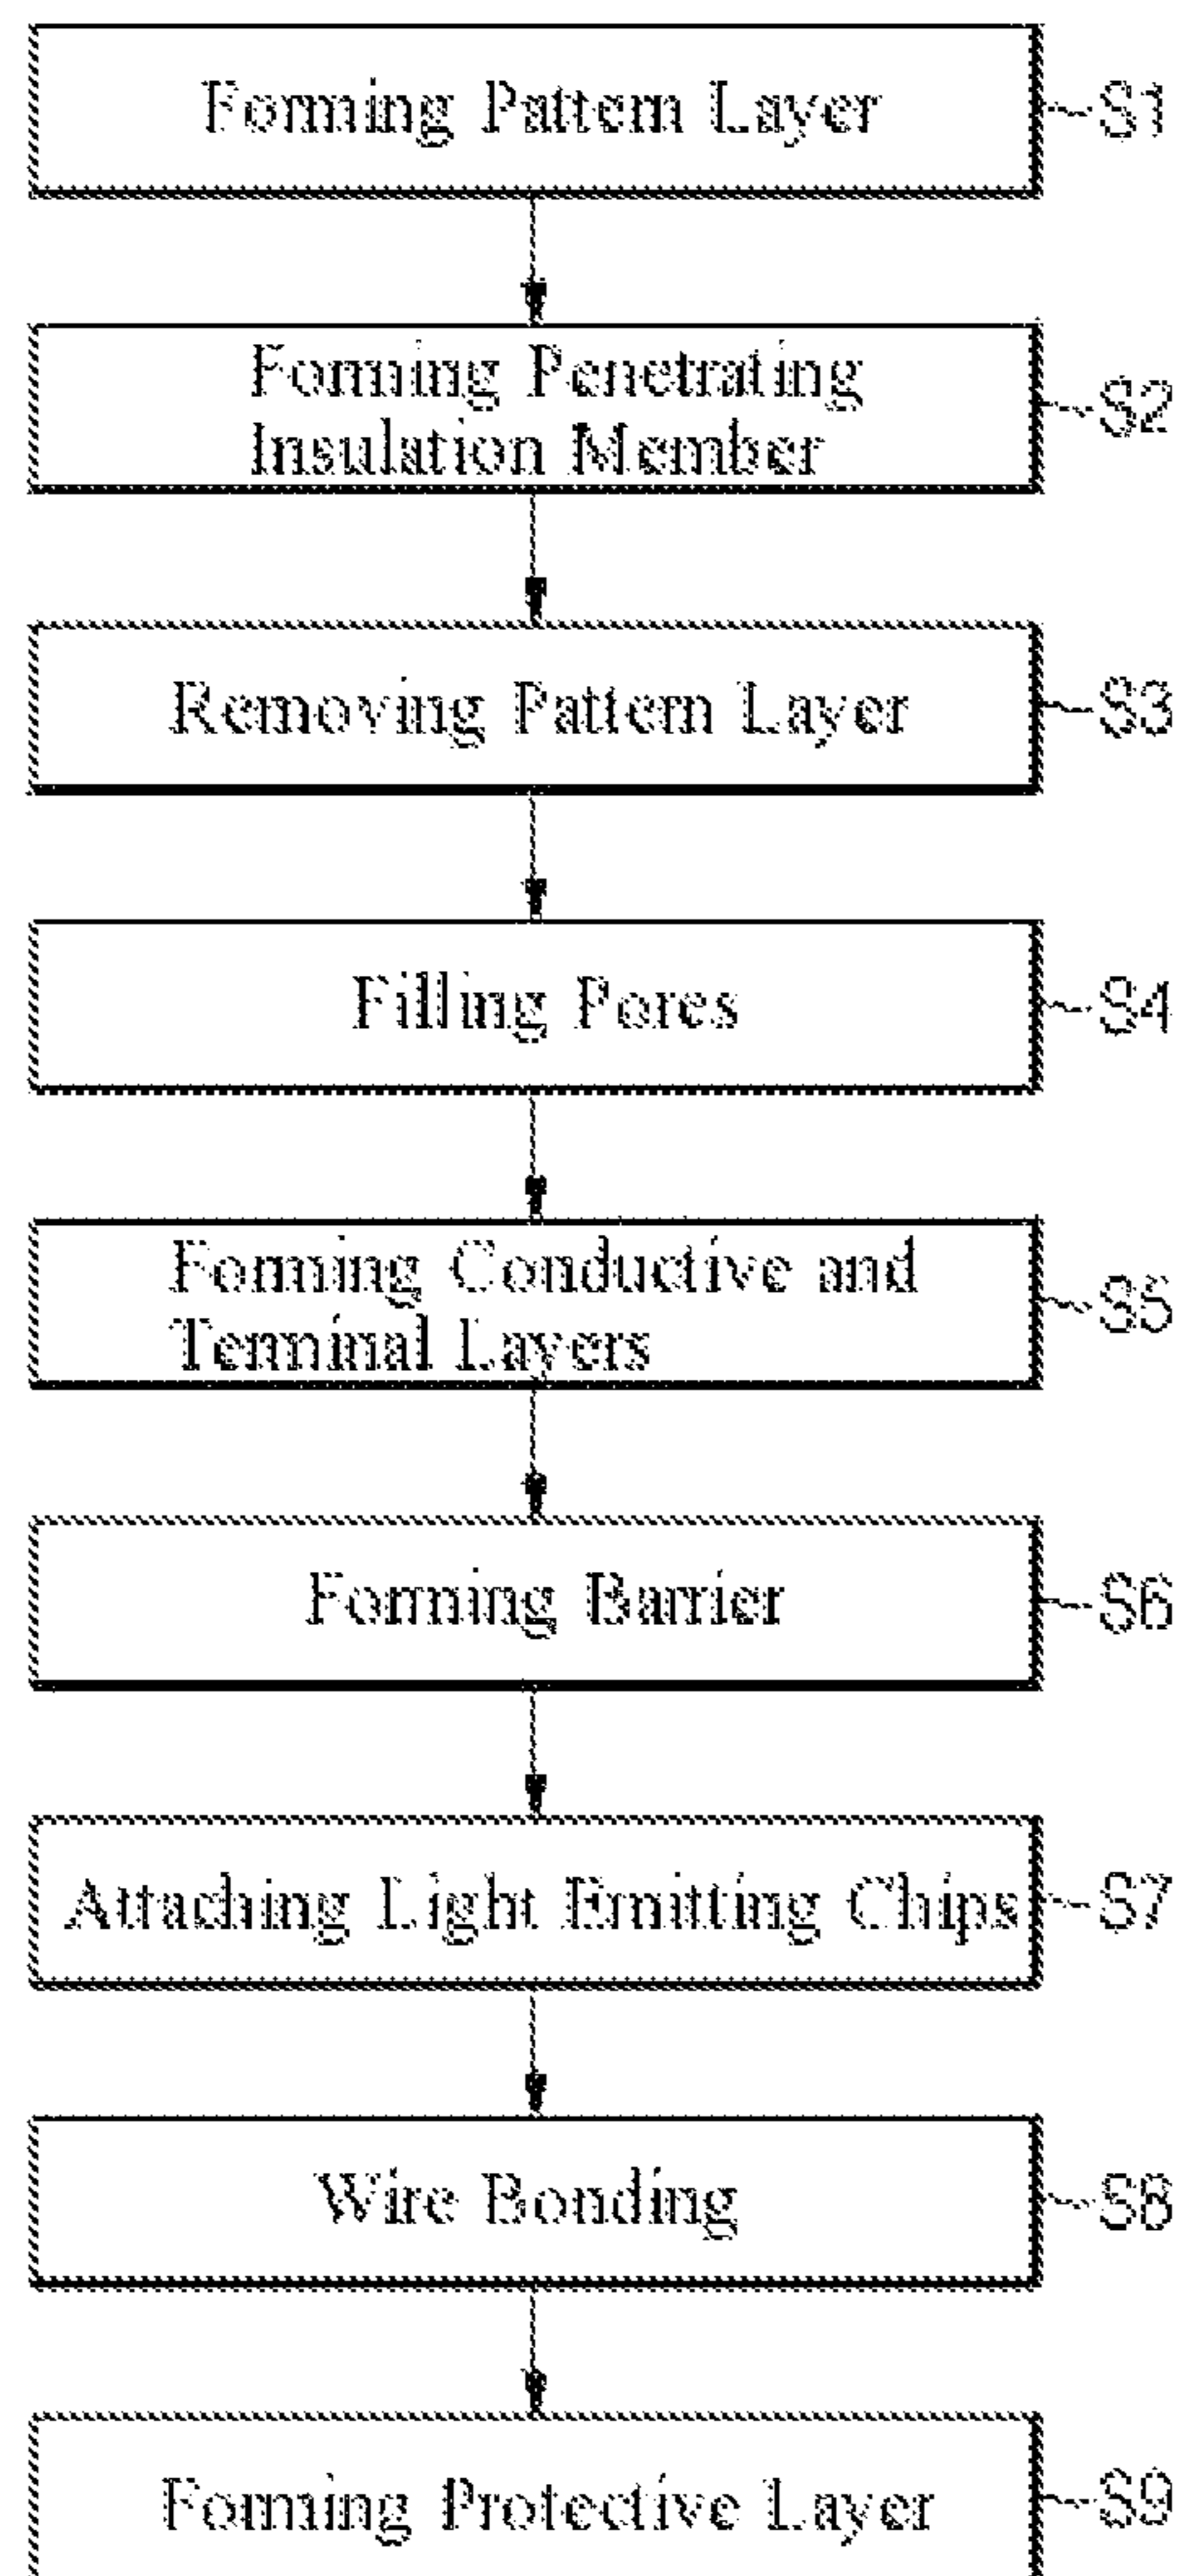 Forming Pattern Layer
S1
Forming Penetrating
Insulation Member
S2
Removing Pattern Layer
S3
Filling Pores
S4
Forming Conductive and
Terminal Layers
S5
Forming Barrier
S6
Attaching Light Emitting Chips
S7
Wire Bonding
S8
Forming Protective Layer
S9